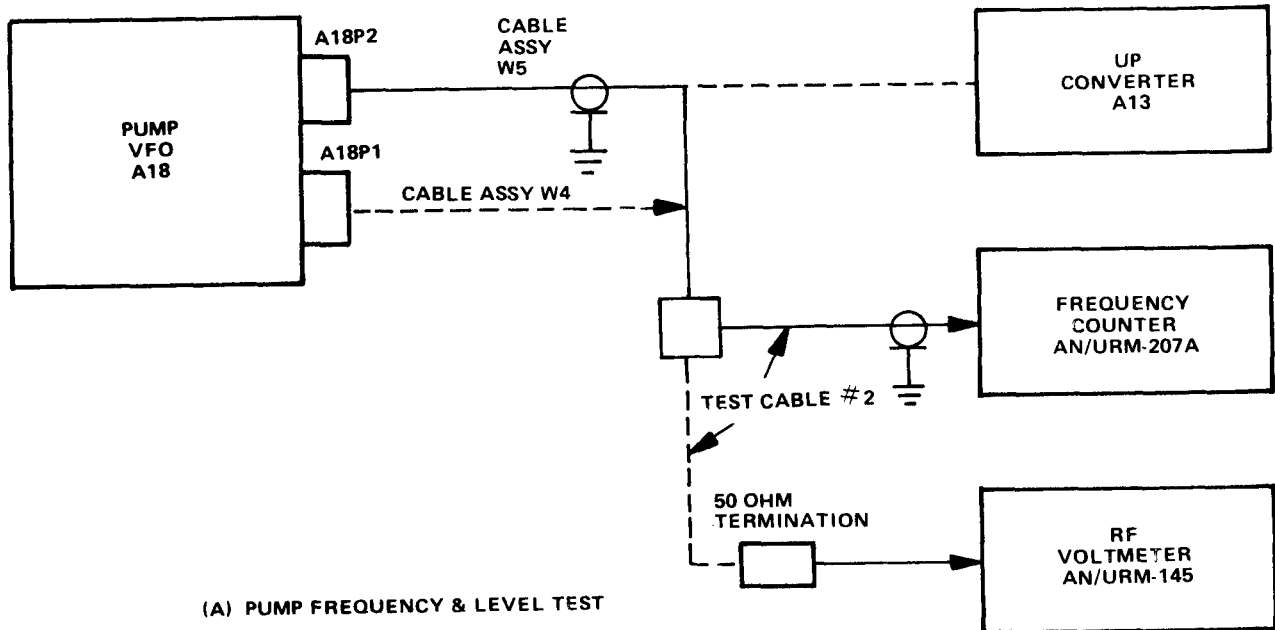 A18P2
CABLE
ASSY
W5
UP
CONVERTER
A13
PUMP
VFO
A18
A18P1
CABLE ASSY W4
FREQUENCY
COUNTER
AN/URM-207A
TEST CABLE #2
50 OHM
TERMINATION
RF
VOLTMETER
AN/URM-145
(A) PUMP FREQUENCY & LEVEL TEST